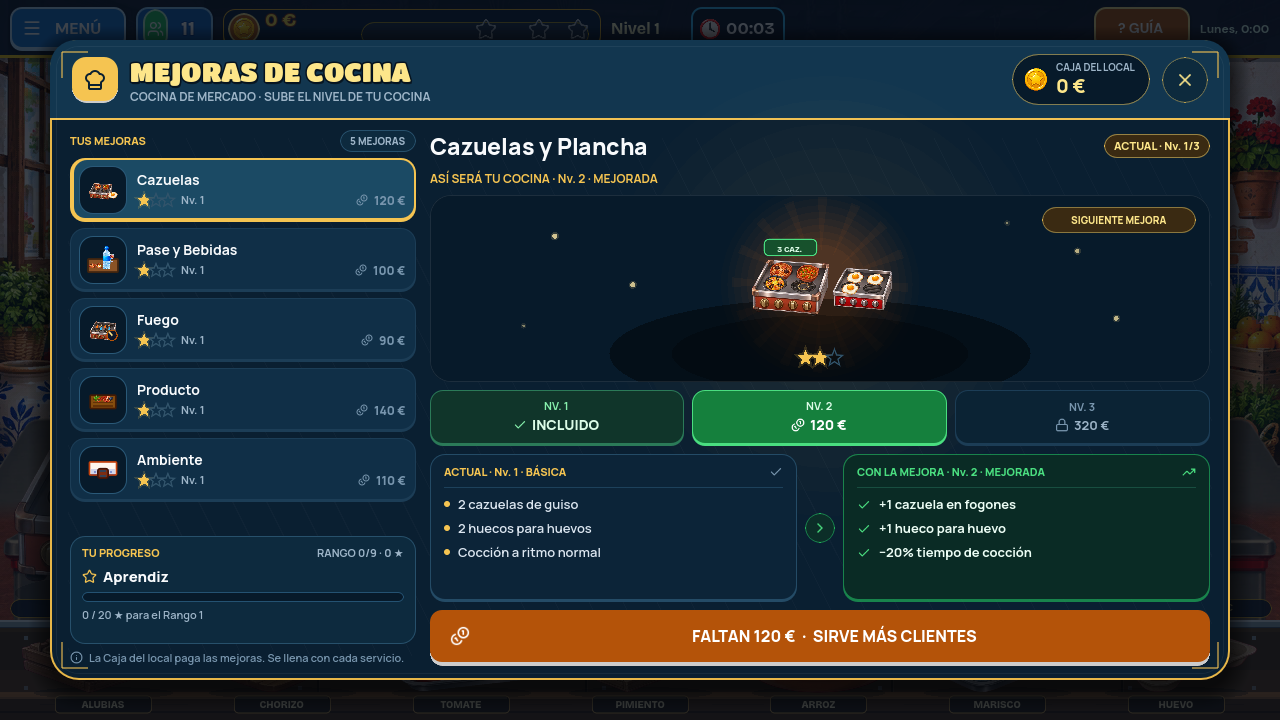 MENÚ
11
0 €
Nivel 1
00:03
? GUÍA
Lunes, 0:00
MEJORAS DE COCINA
COCINA DE MERCADO · SUBE EL NIVEL DE TU COCINA
CAJA DEL LOCAL
0 €
TUS MEJORAS
5 MEJORAS
Cazuelas
Nv. 1
120 €
Pase y Bebidas
Nv. 1
100 €
Fuego
Nv. 1
90 €
Producto
Nv. 1
140 €
Ambiente
Nv. 1
110 €
TU PROGRESO
RANGO 0/9 · 0 ★
Aprendiz
0 / 20 ★ para el Rango 1
La Caja del local paga las mejoras. Se llena con cada servicio.
Cazuelas y Plancha
ACTUAL · Nv. 1/3
ASÍ SERÁ TU COCINA · Nv. 2 · MEJORADA
SIGUIENTE MEJORA
3 CAZ.
NV. 1
INCLUIDO
NV. 2
120 €
NV. 3
320 €
ACTUAL · Nv. 1 · BÁSICA
2 cazuelas de guiso
2 huecos para huevos
Cocción a ritmo normal
CON LA MEJORA · Nv. 2 · MEJORADA
+1 cazuela en fogones
+1 hueco para huevo
−20% tiempo de cocción
FALTAN 120 € · SIRVE MÁS CLIENTES
ALUBIAS
CHORIZO
TOMATE
PIMIENTO
ARROZ
MARISCO
HUEVO